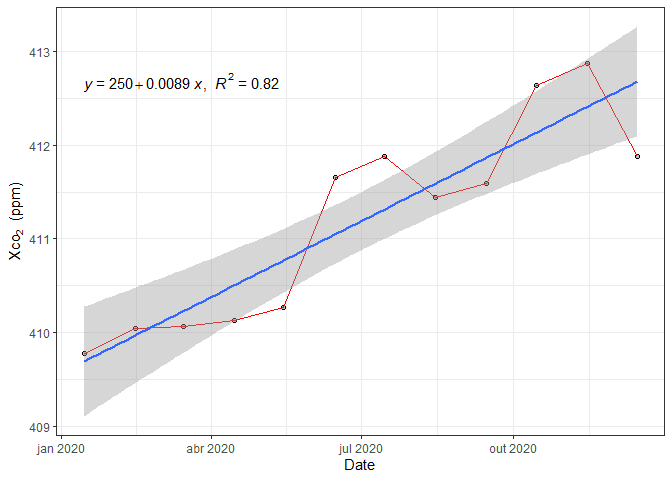 413
412
411
410
409
y = 250 + 0.0089 x, R² = 0.82
Xco₂ (ppm)
jan 2020
abr 2020
jul 2020
out 2020
Date